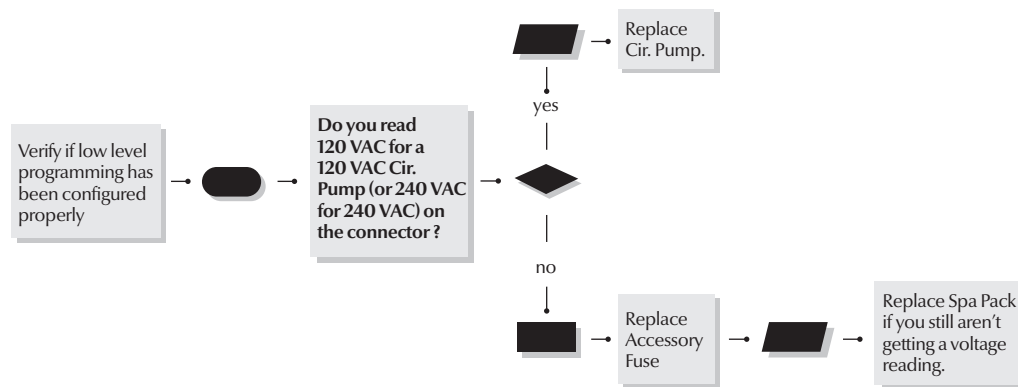 Verify if low level
programming has
been configured
properly
Do you read
120 VAC for a
120 VAC Cir.
Pump (or 240 VAC
for 240 VAC) on
the connector ?
yes
Replace
Cir. Pump.
no
Replace
Accessory
Fuse
Replace Spa Pack
if you still aren't
getting a voltage
reading.